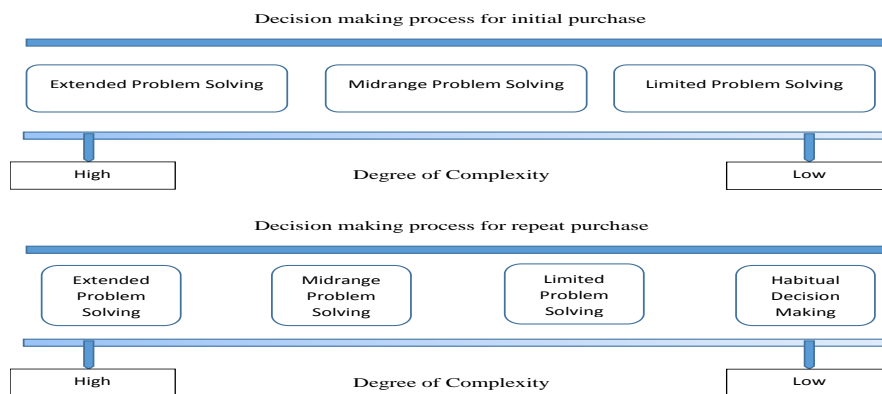 Decision making process for initial purchase
Extended Problem Solving
Midrange Problem Solving
Limited Problem Solving
High
Degree of Complexity
Low
Decision making process for repeat purchase
Extended
Problem
Solving
Midrange
Problem
Solving
Limited
Problem
Solving
Habitual
Decision
Making
High
Degree of Complexity
Low